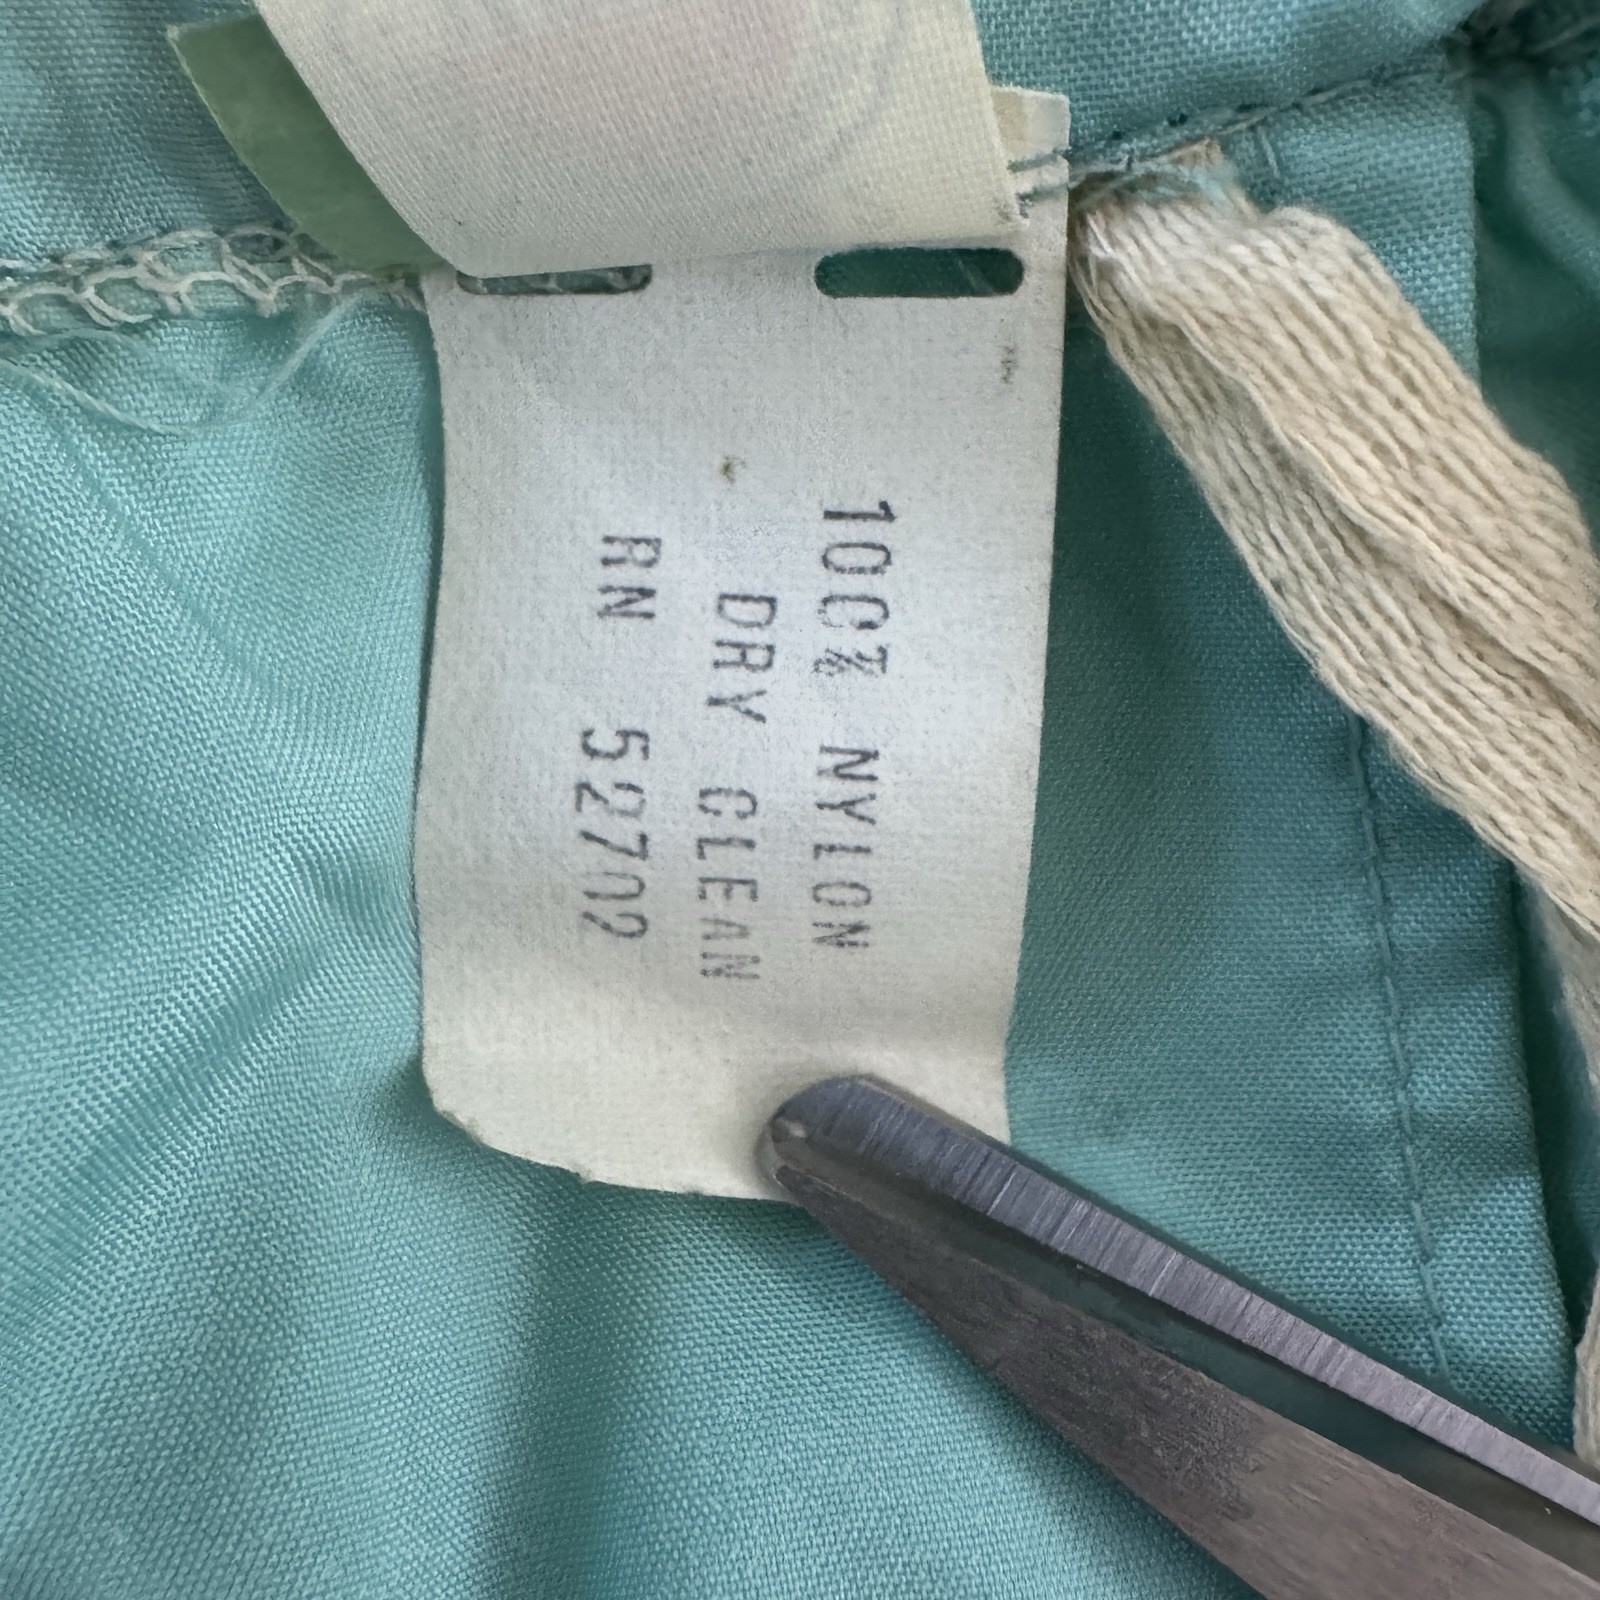 100% NYLON
DRY CLEAN
RN 52702